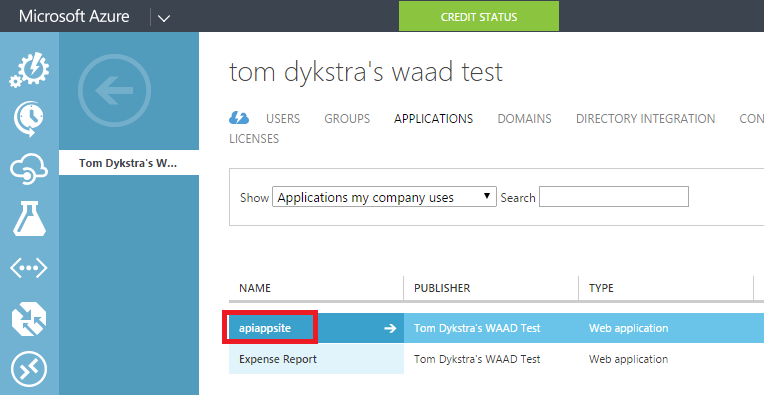 Microsoft Azure
CREDIT STATUS
tom dykstra's waad test
USERS GROUPS APPLICATIONS DOMAINS DIRECTORY INTEGRATION CON
LICENSES
Tom Dykstra's W...
Show Applications my company uses Search
NAME PUBLISHER TYPE
apiappsite Tom Dykstra's WAAD Test Web application
Expense Report Tom Dykstra's WAAD Test Web application